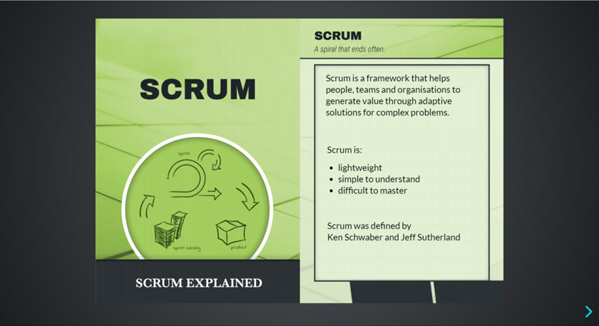 SCRUM
sprint
sprint backlog
product
SCRUM EXPLAINED
SCRUM
A spiral that ends often.
Scrum is a framework that helps
people, teams and organisations to
generate value through adaptive
solutions for complex problems.
Scrum is:
• lightweight
• simple to understand
• difficult to master
Scrum was defined by
Ken Schwaber and Jeff Sutherland